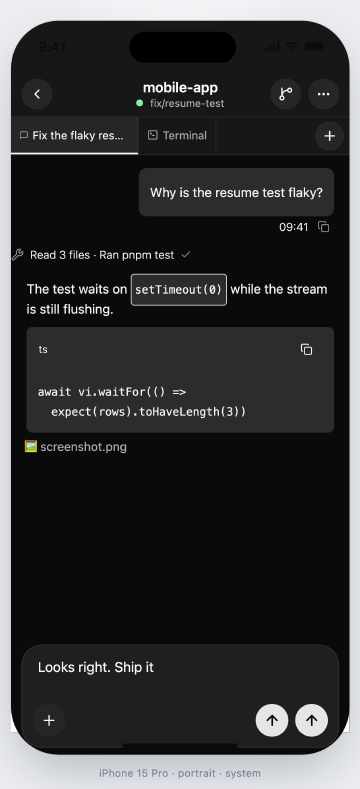 9:41
mobile-app
fix/resume-test
Fix the flaky res...
Terminal
Why is the resume test flaky?
09:41
Read 3 files · Ran pnpm test
The test waits on setTimeout(0) while the stream
is still flushing.
ts
await vi.waitFor(() =>
  expect(rows).toHaveLength(3))
screenshot.png
Looks right. Ship it
iPhone 15 Pro · portrait · system